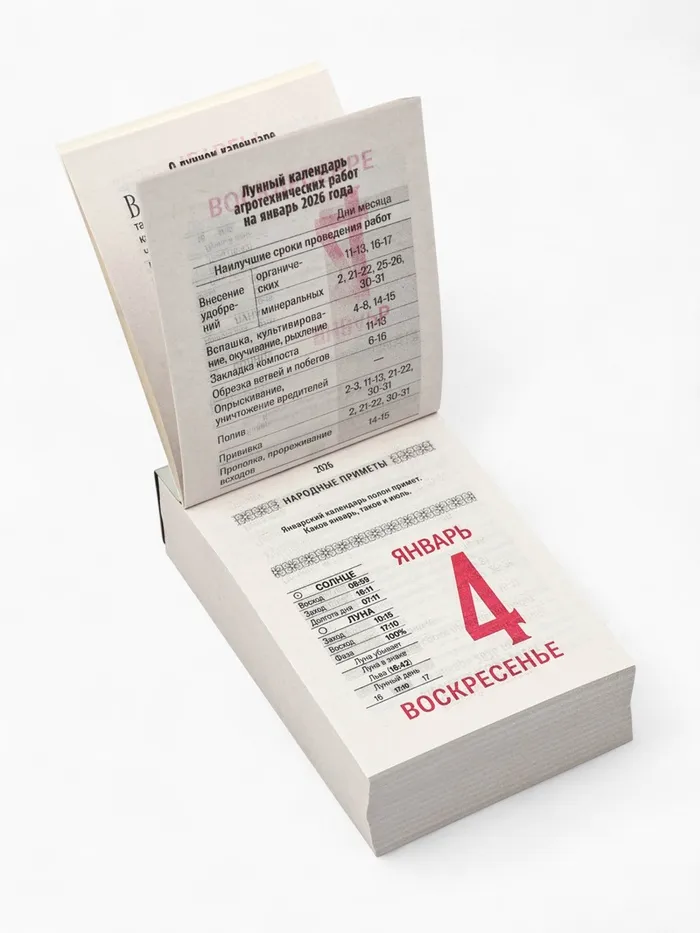 О лунном календаре
Лунный календарь
агротехнических работ
на январь 2026 года
Дни месяца
Наилучшие сроки проведения работ
Внесение удобре-ний
органиче-ских
11-13, 16-17
минеральных
2, 21-22, 25-26,
30-31
Вспашка, культивирова-
ние, окучивание, рыхление
4-8, 14-15
Закладка компоста
11-13
Обрезка ветвей и побегов
6-16
Опрыскивание,
уничтожение вредителей
—
Полив
2-3, 11-13, 21-22,
30-31
Прививка
2, 21-22, 30-31
Прополка, прореживание
всходов
14-15
2026
НАРОДНЫЕ ПРИМЕТЫ
Январский календарь полон примет.
Каков январь, таков и июль.
ЯНВАРЬ
4
ВОСКРЕСЕНЬЕ
СОЛНЦЕ
Восход 08:59
Заход 16:11
Долгота дня 07:11
ЛУНА
Заход 10:15
Восход 17:10
Фаза 100%
Луна убывает
Луна в знаке
Льва (16:42)
Лунный день
16 17:10 17